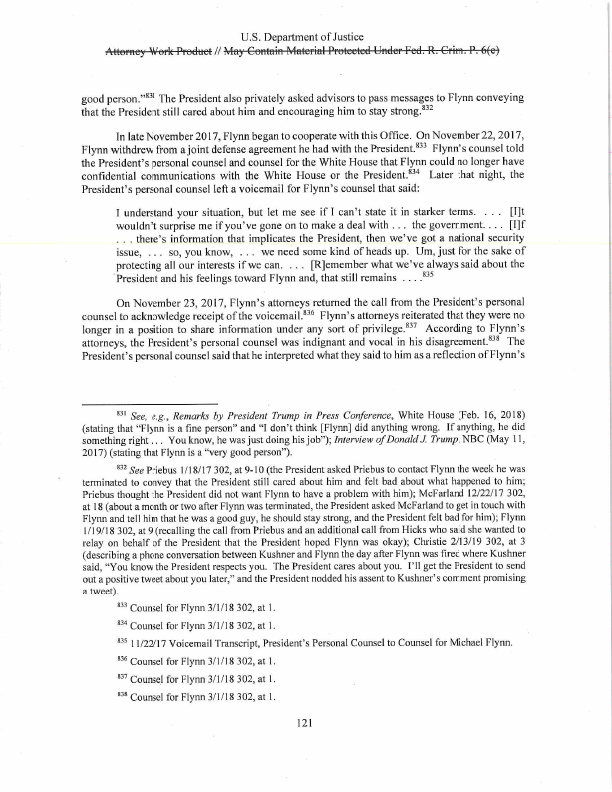 U.S. Department of Justice
Attorney Work Product // May Contain Material Protected Under Fed. R. Crim. P. 6(e)
good person."831 The President also privately asked advisors to pass messages to Flynn conveying
that the President still cared about him and encouraging him to stay strong.832
In late November 2017, Flynn began to cooperate with this Office. On November 22, 2017,
Flynn withdrew from a joint defense agreement he had with the President.833 Flynn's counsel told
the President's personal counsel and counsel for the White House that Flynn could no longer have
confidential communications with the White House or the President.834 Later that night, the
President's personal counsel left a voicemail for Flynn's counsel that said:
I understand your situation, but let me see if I can't state it in starker terms. . . . [I]t
wouldn't surprise me if you've gone on to make a deal with . . . the government. . . . [I]f
. . . there's information that implicates the President, then we've got a national security
issue, . . . so, you know, . . . we need some kind of heads up. Um, just for the sake of
protecting all our interests if we can. . . . [R]emember what we've always said about the
President and his feelings toward Flynn and, that still remains . . . .835
On November 23, 2017, Flynn's attorneys returned the call from the President's personal
counsel to acknowledge receipt of the voicemail.836 Flynn's attorneys reiterated that they were no
longer in a position to share information under any sort of privilege.837 According to Flynn's
attorneys, the President's personal counsel was indignant and vocal in his disagreement.838 The
President's personal counsel said that he interpreted what they said to him as a reflection of Flynn's
831 See, e.g., Remarks by President Trump in Press Conference, White House (Feb. 16, 2018)
(stating that "Flynn is a fine person" and "I don't think [Flynn] did anything wrong. If anything, he did
something right . . . You know, he was just doing his job"); Interview of Donald J. Trump, NBC (May 11,
2017) (stating that Flynn is a "very good person").
832 See Priebus 1/18/17 302, at 9-10 (the President asked Priebus to contact Flynn the week he was
terminated to convey that the President still cared about him and felt bad about what happened to him;
Priebus thought the President did not want Flynn to have a problem with him); McFarland 12/22/17 302,
at 18 (about a month or two after Flynn was terminated, the President asked McFarland to get in touch with
Flynn and tell him that he was a good guy, he should stay strong, and the President felt bad for him); Flynn
1/19/18 302, at 9 (recalling the call from Priebus and an additional call from Hicks who said she wanted to
relay on behalf of the President that the President hoped Flynn was okay); Christie 2/13/19 302, at 3
(describing a phone conversation between Kushner and Flynn the day after Flynn was fired where Kushner
said, "You know the President respects you. The President cares about you. I'll get the President to send
out a positive tweet about you later," and the President nodded his assent to Kushner's comment promising
a tweet).
833 Counsel for Flynn 3/1/18 302, at 1.
834 Counsel for Flynn 3/1/18 302, at 1.
835 11/22/17 Voicemail Transcript, President's Personal Counsel to Counsel for Michael Flynn.
836 Counsel for Flynn 3/1/18 302, at 1.
837 Counsel for Flynn 3/1/18 302, at 1.
838 Counsel for Flynn 3/1/18 302, at 1.
121